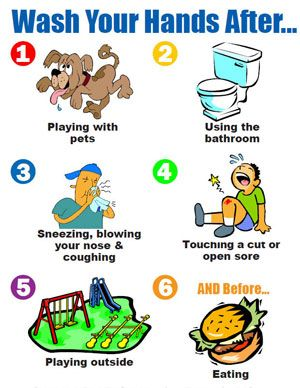 Wash Your Hands After...
1
2
Playing with
pets
Using the
bathroom
3
4
Sneezing, blowing
your nose &
coughing
Touching a cut or
open sore
5
6
AND Before...
Playing outside
Eating